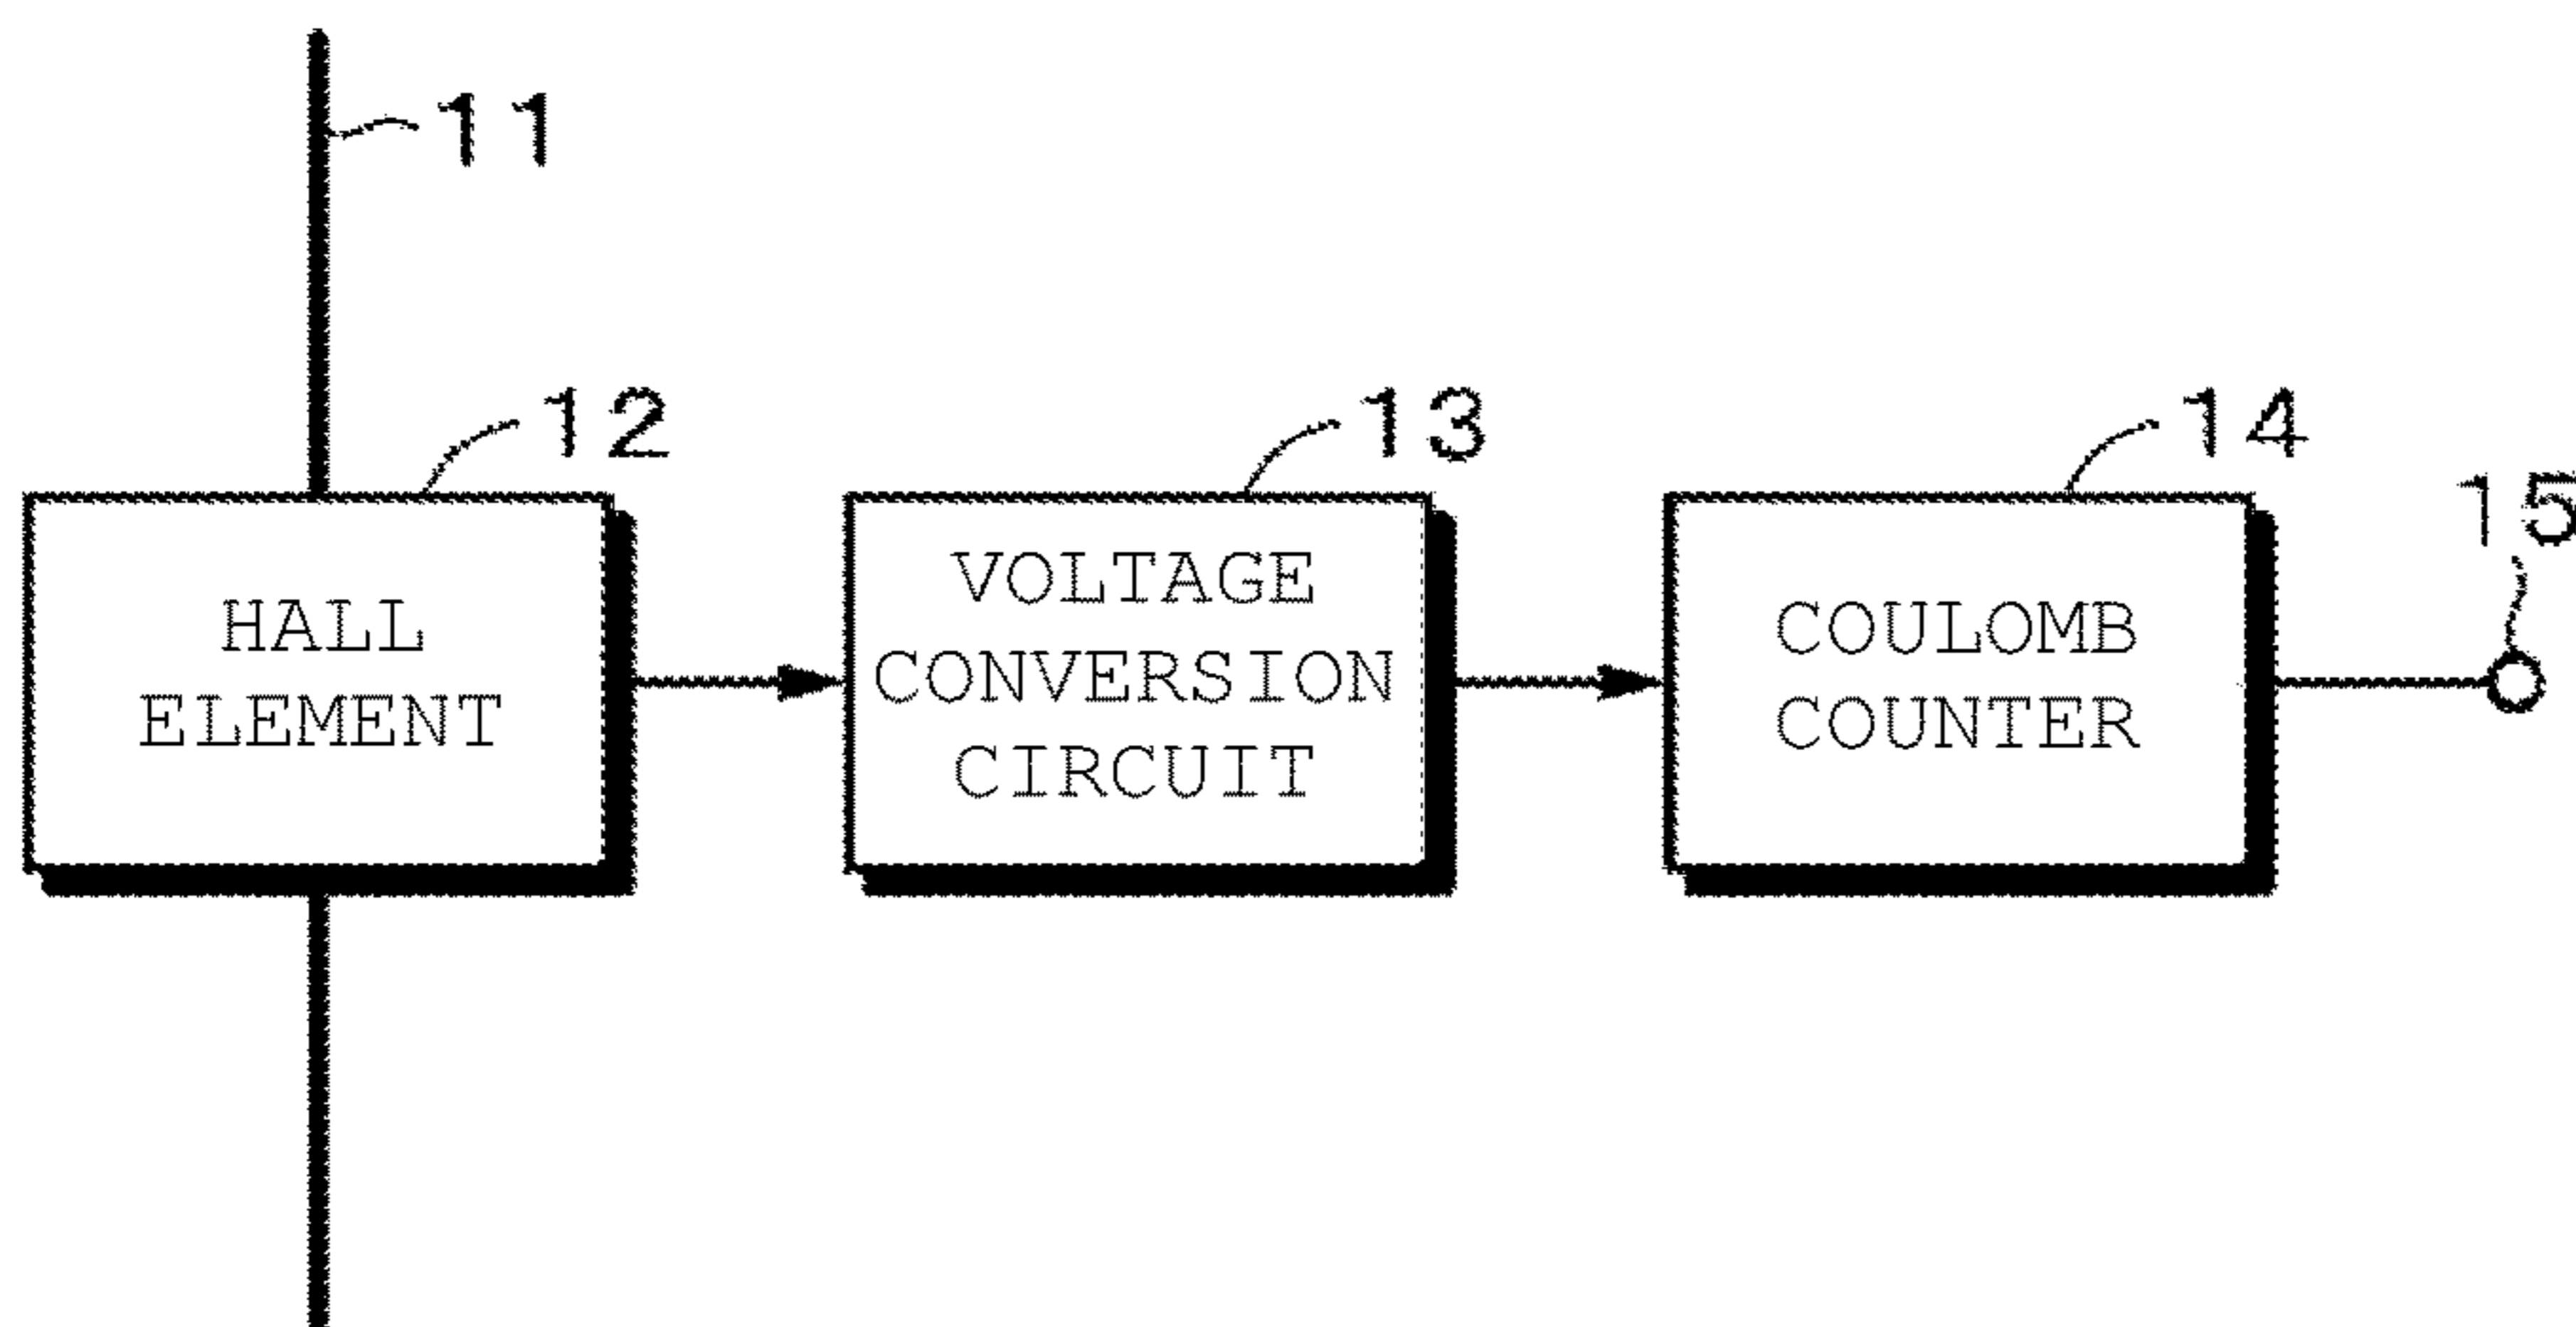 11
12
13
14
15
HALL
ELEMENT
VOLTAGE
CONVERSION
CIRCUIT
COULOMB
COUNTER